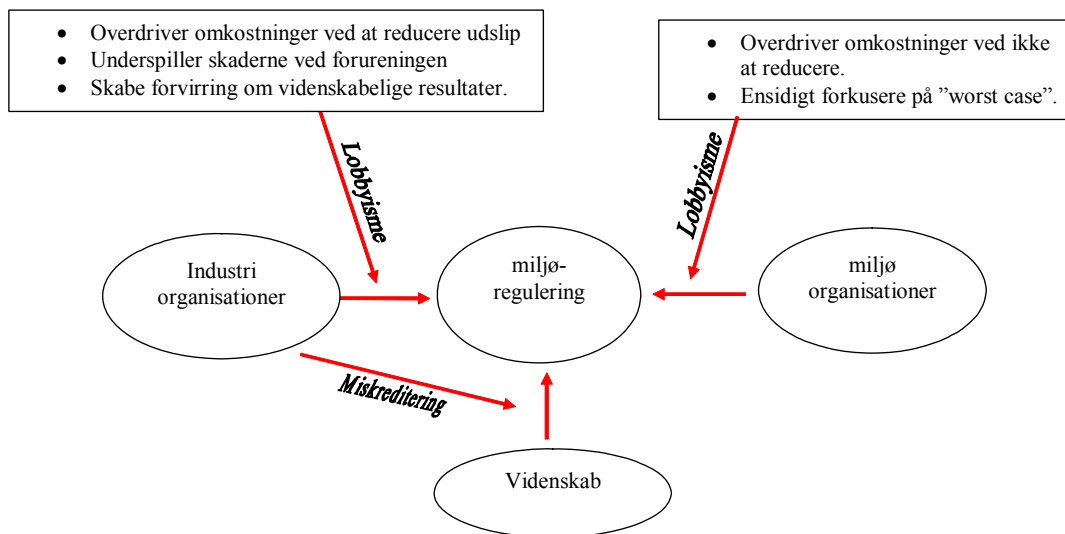 • Overdriver omkostninger ved at reducere udslip
• Underspiller skaderne ved forureningen
• Skabe forvirring om videnskabelige resultater.
• Overdriver omkostninger ved ikke
at reducere.
• Ensidigt forkusere på ”worst case”.
Lobbyisme
Lobbyisme
Industri
organisationer
miljø-
regulering
miljø
organisationer
Miskreditering
Videnskab